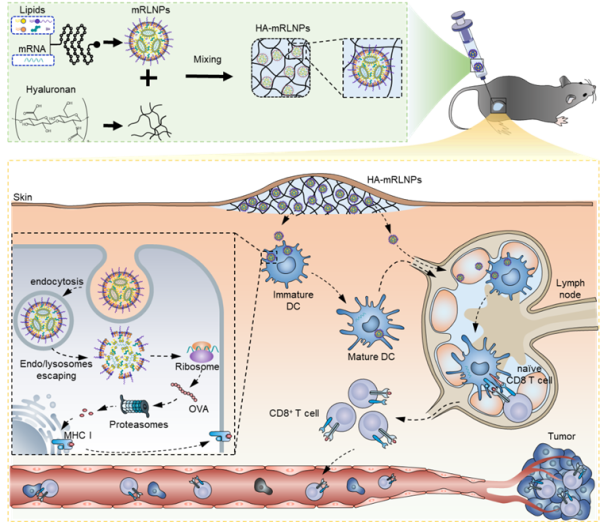 Lipids
mRNA
mRLNPs
HA-mRLNPs
Mixing
Hyaluronan
HA-mRLNPs
Skin
endocytosis
Immature
DC
Lymph
node
Endo/lysosomes
escaping
Ribosome
Mature DC
naïve
CD8 T cell
OVA
Proteasomes
CD8+ T cell
MHC I
Tumor